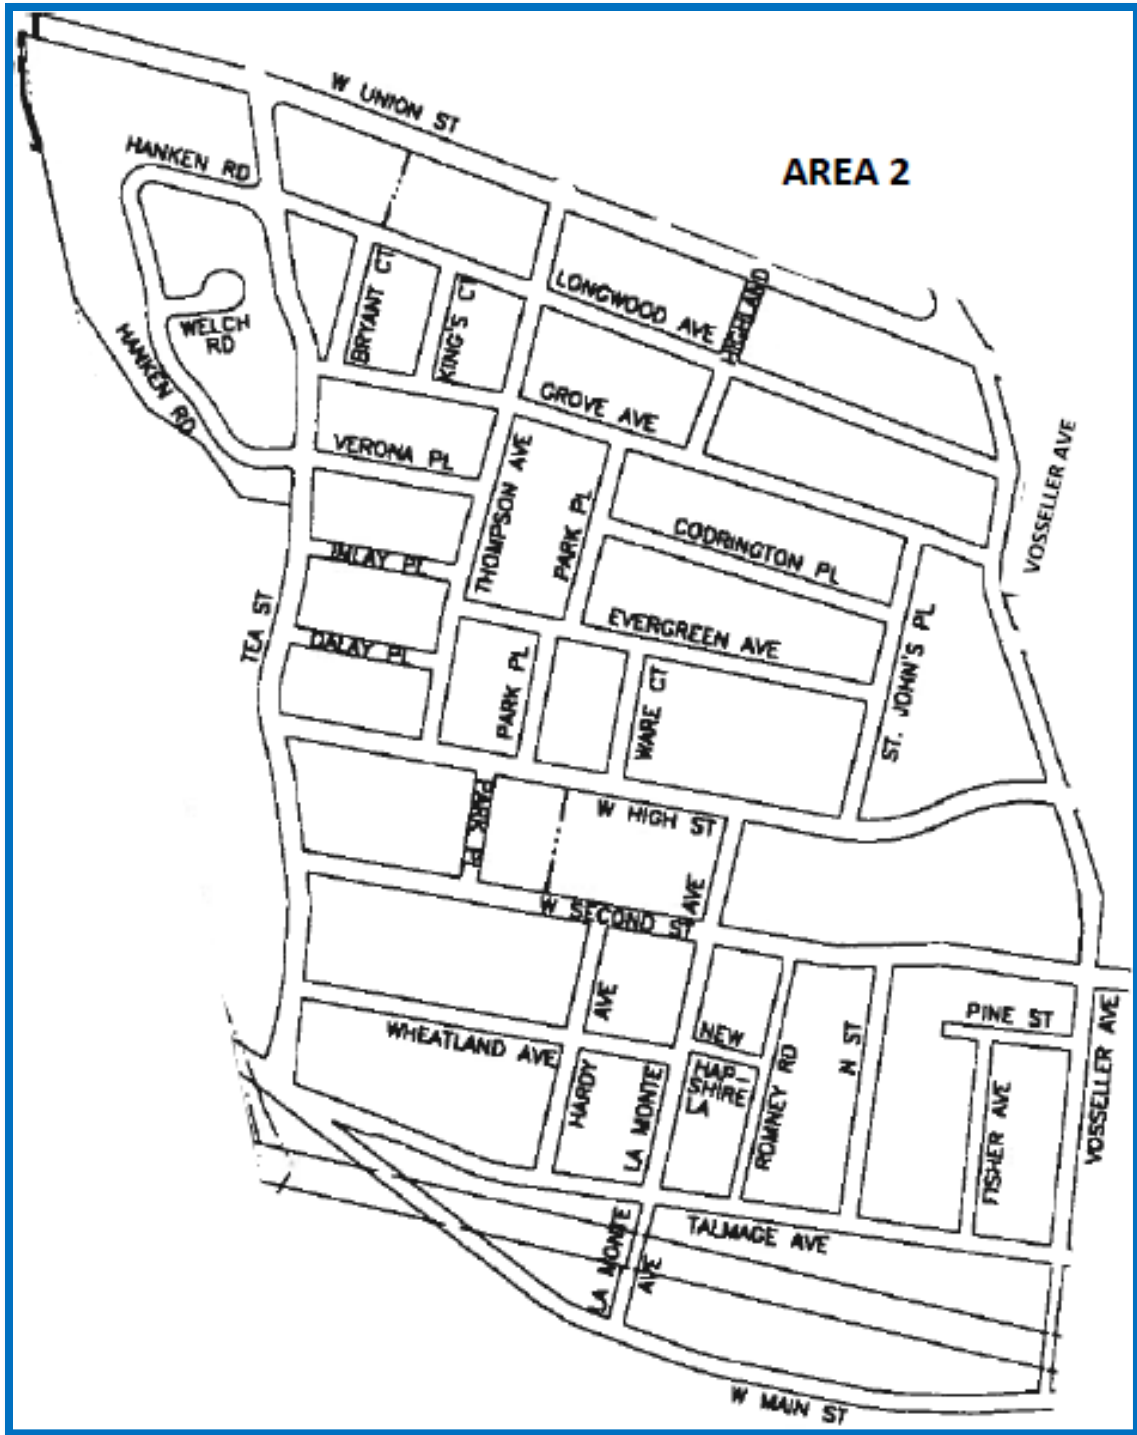 W UNION ST
AREA 2
HANKEN RD
LONGWOOD AVE
HIGHLAND
BRYANT CT
KING'S CT
WELCH
RD
HANKEN RD
GROVE AVE
VERONA PL
THOMPSON AVE
PARK PL
CODRINGTON PL
VOSSELLER AVE
IMLAY PL
TEA ST
DALAY PL
EVERGREEN AVE
PARK PL
WARE CT
ST. JOHN'S PL
PARK PL
W HIGH ST
AVE
W SECOND ST
AVE
WHEATLAND AVE
HARDY
LA MONTE
NEW
HAP-
SHIRE
LA
ROMNEY RD
N ST
PINE ST
FISHER AVE
VOSSELLER AVE
TALMAGE AVE
LA MONTE
AVE
W MAIN ST